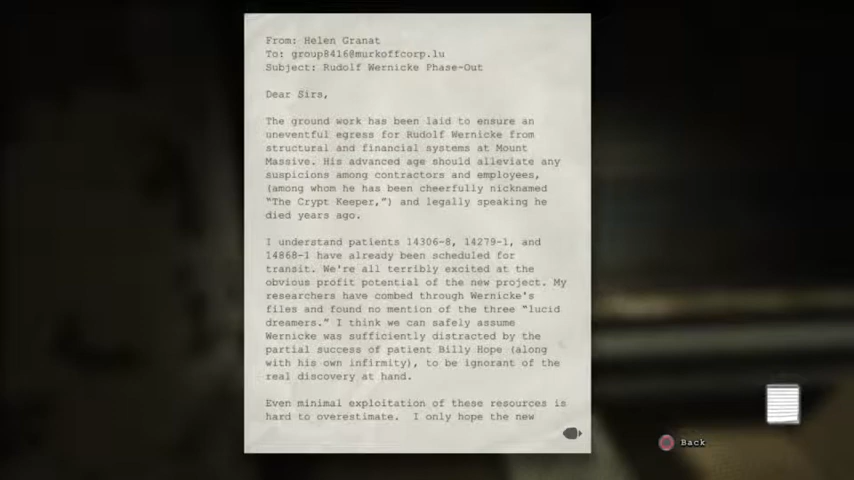 From: Helen Granat
To: group8416@murkoffcorp.lu
Subject: Rudolf Wernicke Phase-Out
Dear Sirs,
The ground work has been laid to ensure an
uneventful egress for Rudolf Wernicke from
structural and financial systems at Mount
Massive. His advanced age should alleviate any
suspicions among contractors and employees,
(among whom he has been cheerfully nicknamed
"The Crypt Keeper,") and legally speaking he
died years ago.
I understand patients 14306-8, 14279-1, and
14868-1 have already been scheduled for
transit. We're all terribly excited at the
obvious profit potential of the new project. My
researchers have combed through Wernicke's
files and found no mention of the three "lucid
dreamers." I think we can safely assume
Wernicke was sufficiently distracted by the
partial success of patient Billy Hope (along
with his own infirmity), to be ignorant of the
real discovery at hand.
Even minimal exploitation of these resources is
hard to overestimate. I only hope the new
Back